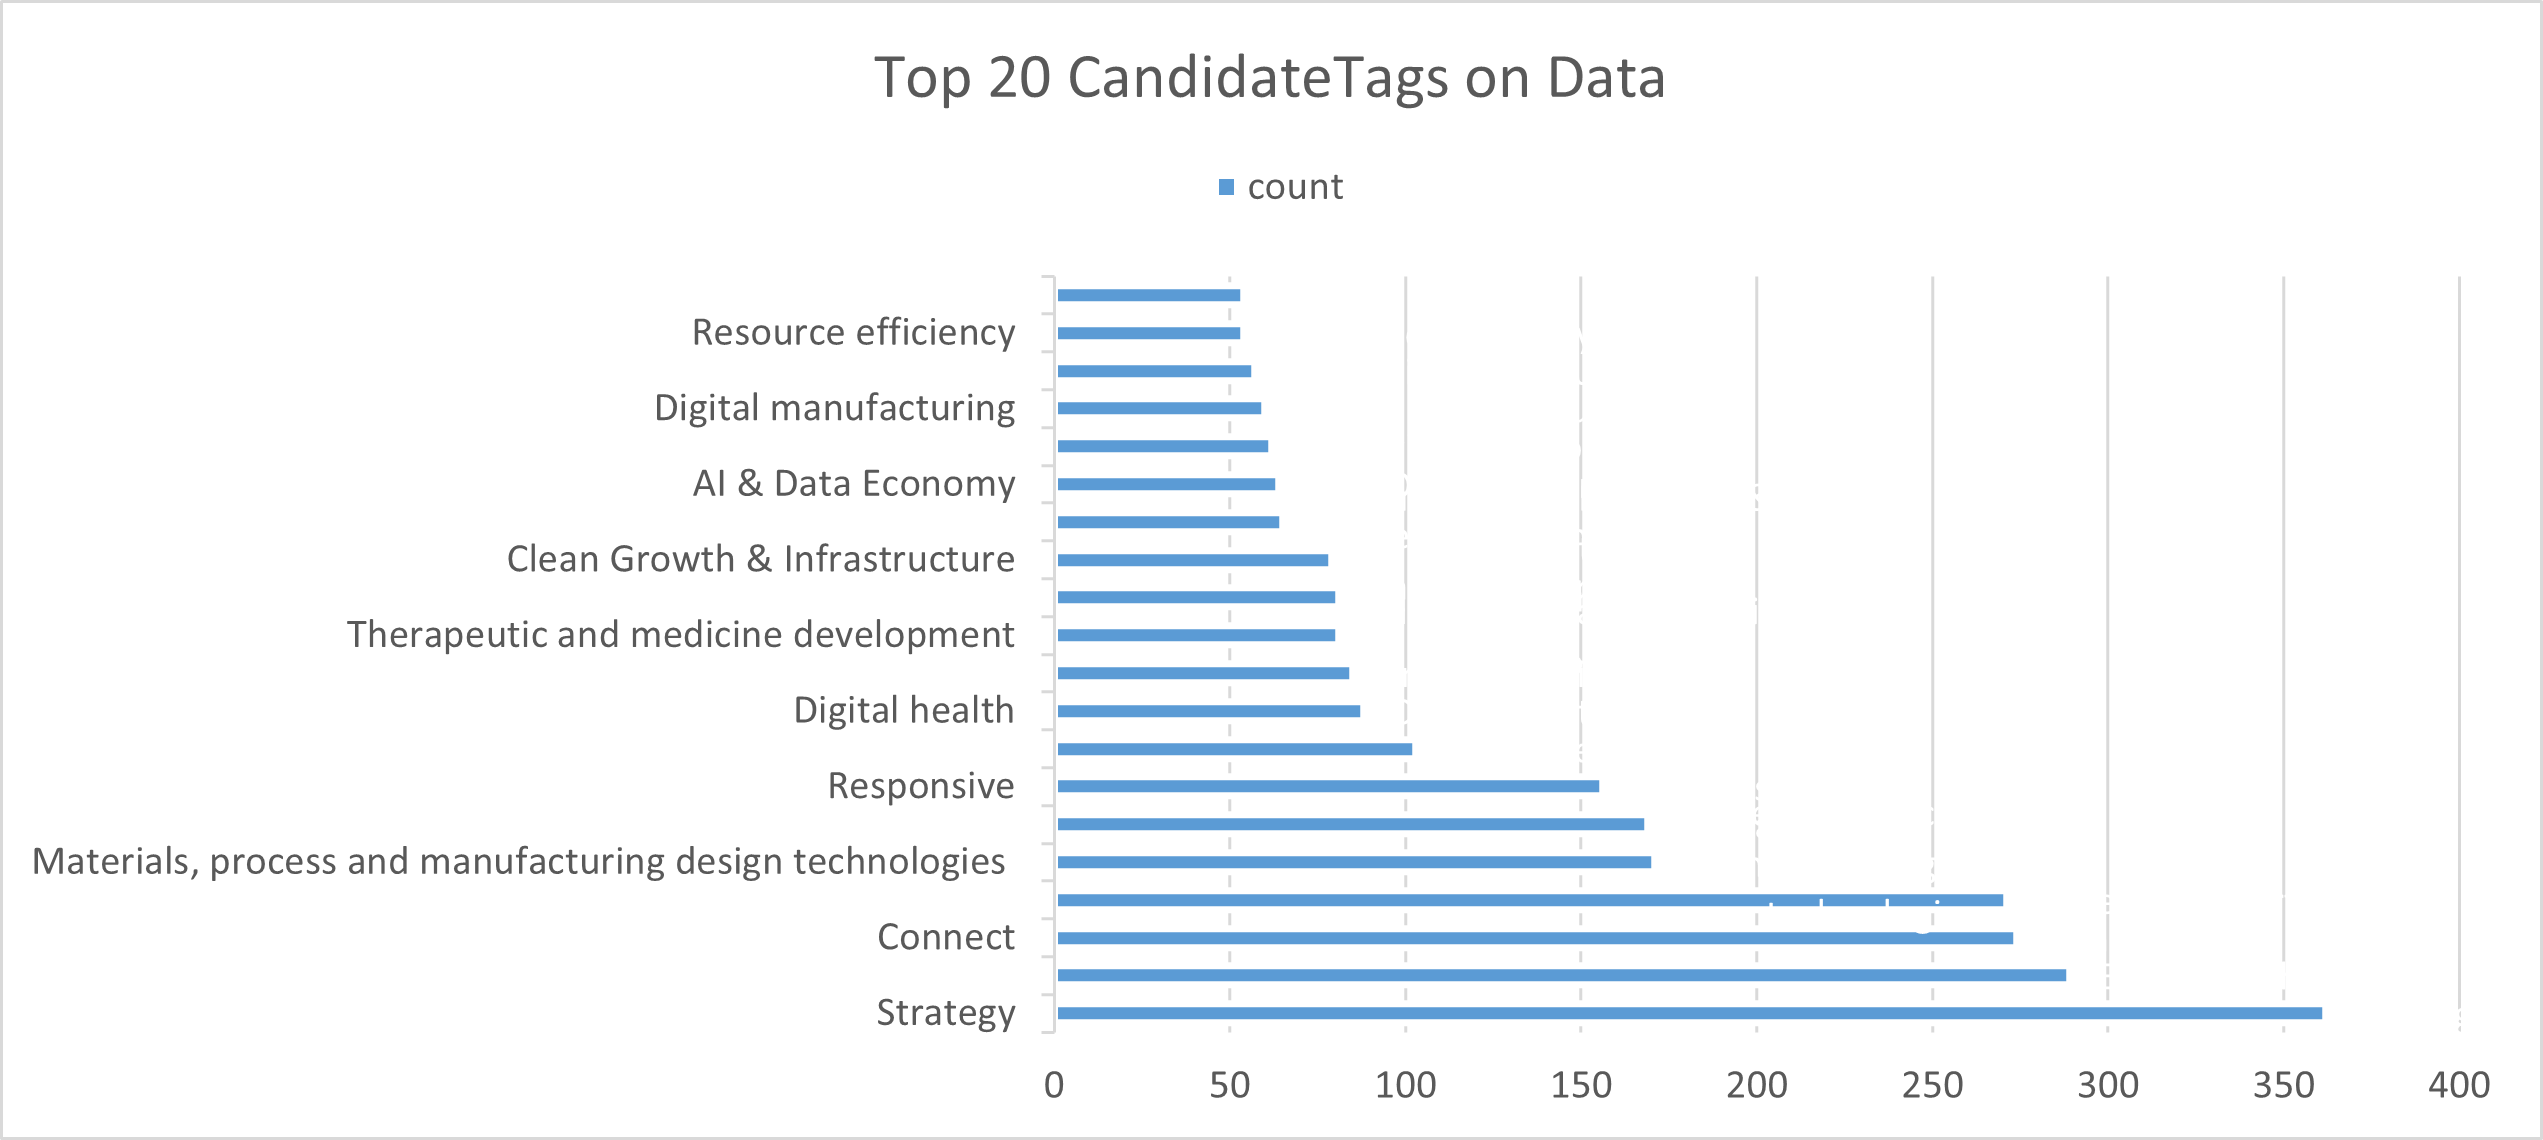 Top 20 CandidateTags on Data
count
Resource efficiency
Digital manufacturing
AI & Data Economy
Clean Growth & Infrastructure
Therapeutic and medicine development
Digital health
Responsive
Materials, process and manufacturing design technologies
Connect
Strategy
0 50 100 150 200 250 300 350 400